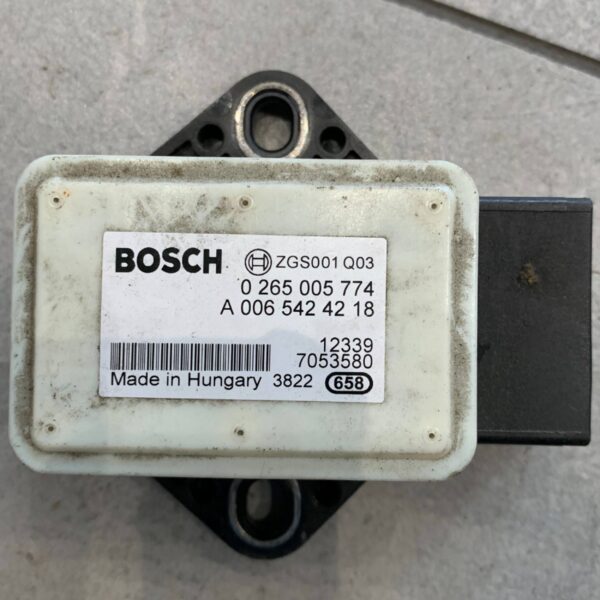 BOSCH ZGS001 Q03
0 265 005 774
A 006 542 42 18
12339
7053580
Made in Hungary 3822 658